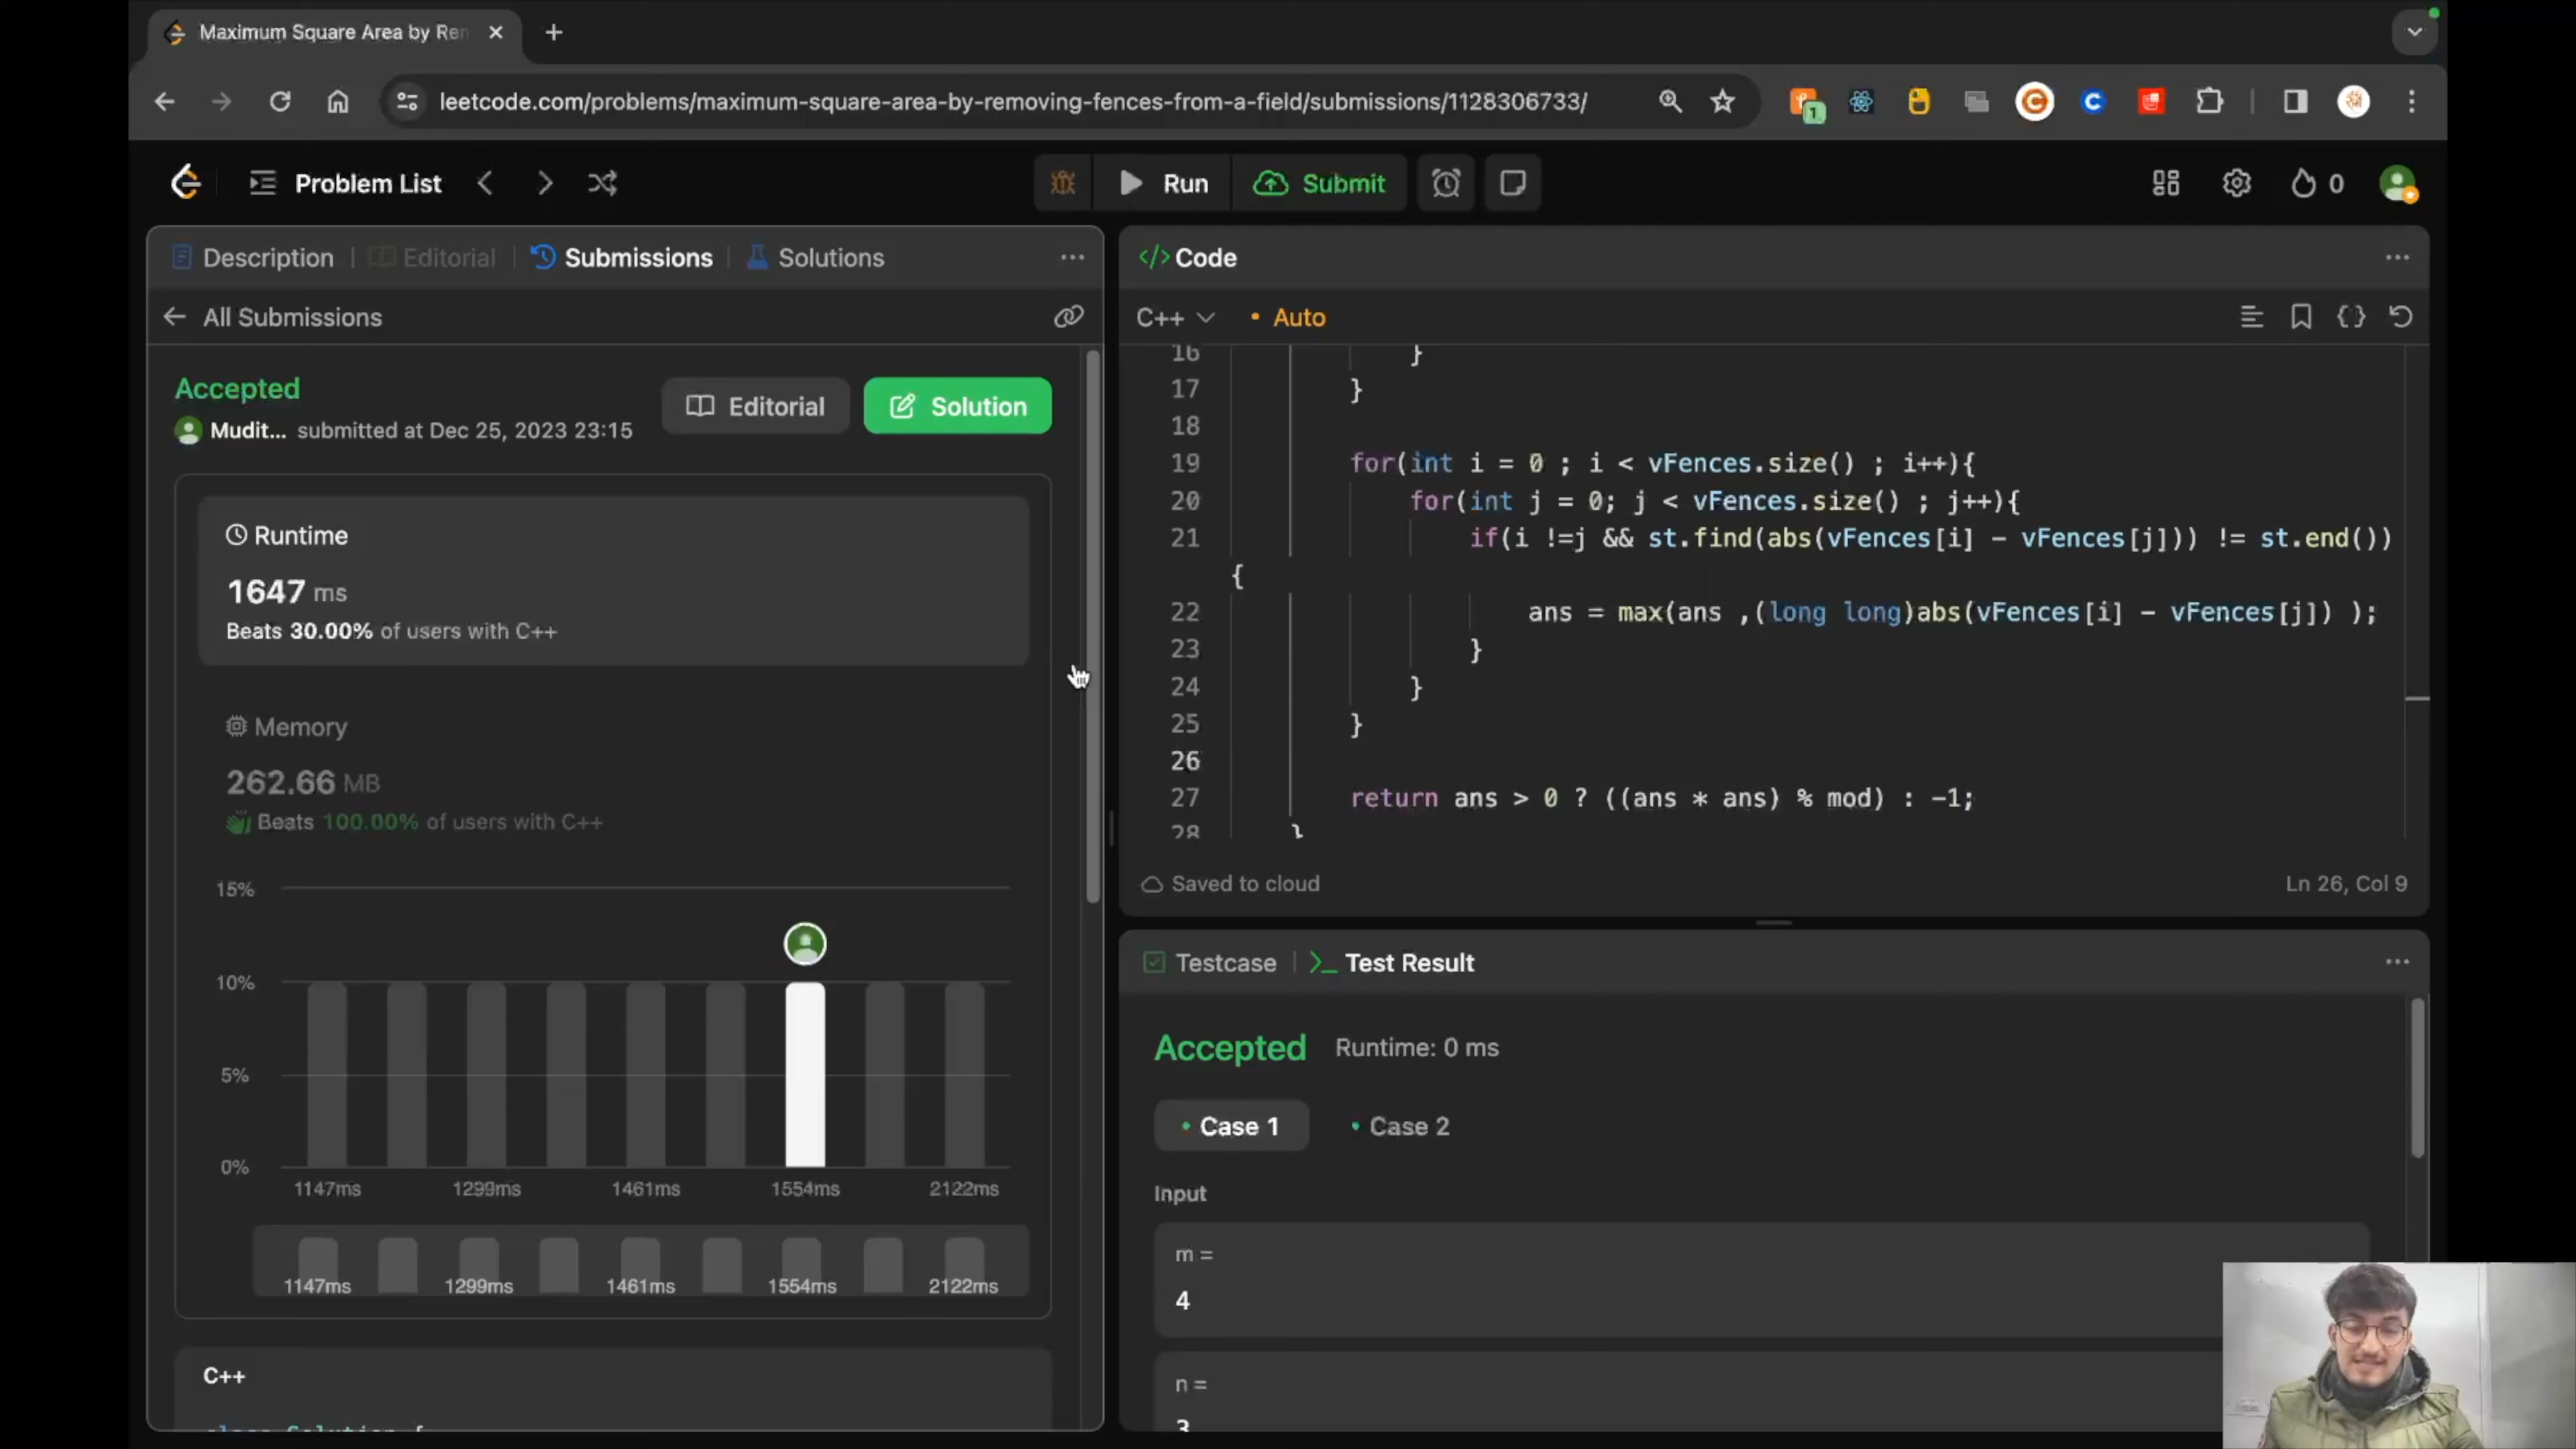 Maximum Square Area by Ren
leetcode.com/problems/maximum-square-area-by-removing-fences-from-a-field/submissions/1128306733/
1
Problem List
Run
Submit
0
Description
Editorial
Submissions
Solutions
All Submissions
Accepted
Mudit... submitted at Dec 25, 2023 23:15
Editorial
Solution
Runtime
1647 ms
Beats 30.00% of users with C++
Memory
262.66 MB
Beats 100.00% of users with C++
15%
10%
5%
0%
1147ms 1299ms 1461ms 1554ms 2122ms
1147ms 1299ms 1461ms 1554ms 2122ms
C++
class Solution {
</> Code
C++ Auto
16 }
17 }
18
19 for(int i = 0 ; i < vFences.size() ; i++){
20 for(int j = 0; j < vFences.size() ; j++){
21 if(i !=j && st.find(abs(vFences[i] - vFences[j])) != st.end())
{
22 ans = max(ans ,(long long)abs(vFences[i] - vFences[j]) );
23 }
24 }
25 }
26
27 return ans > 0 ? ((ans * ans) % mod) : -1;
28 }
Saved to cloud
Ln 26, Col 9
Testcase
Test Result
Accepted Runtime: 0 ms
Case 1
Case 2
Input
m =
4
n =
3